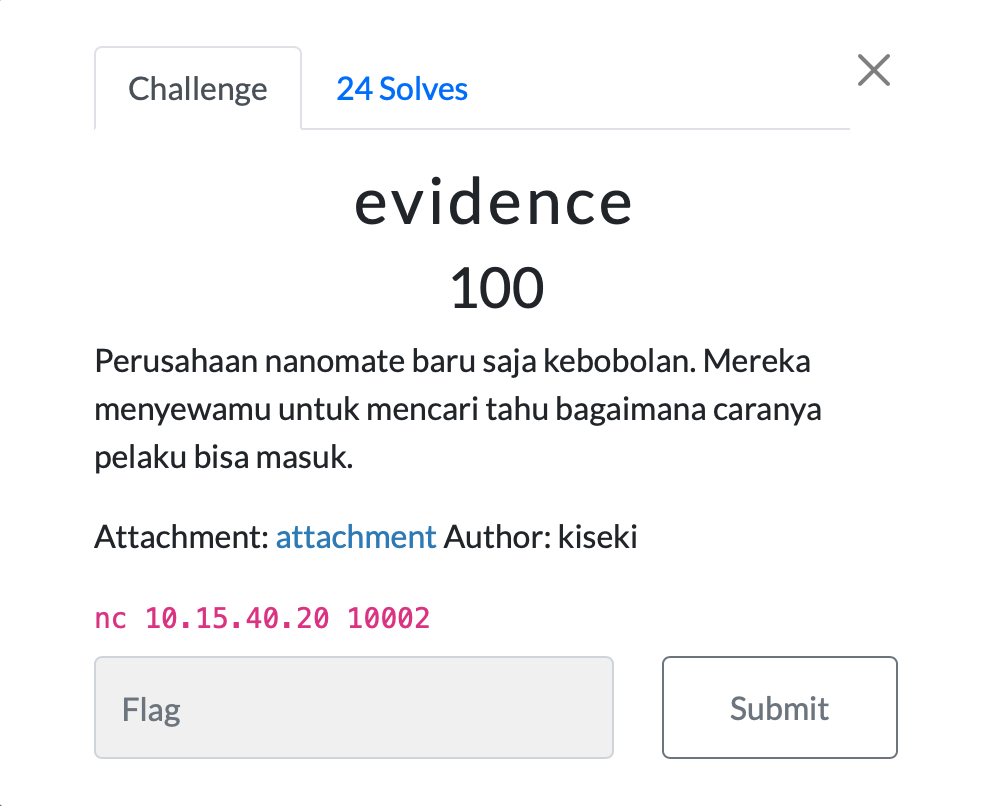 Challenge
24 Solves
evidence
100
Perusahaan nanomate baru saja kebobolan. Mereka
menyewamu untuk mencari tahu bagaimana caranya
pelaku bisa masuk.
Attachment: attachment Author: kiseki
nc 10.15.40.20 10002
Flag
Submit